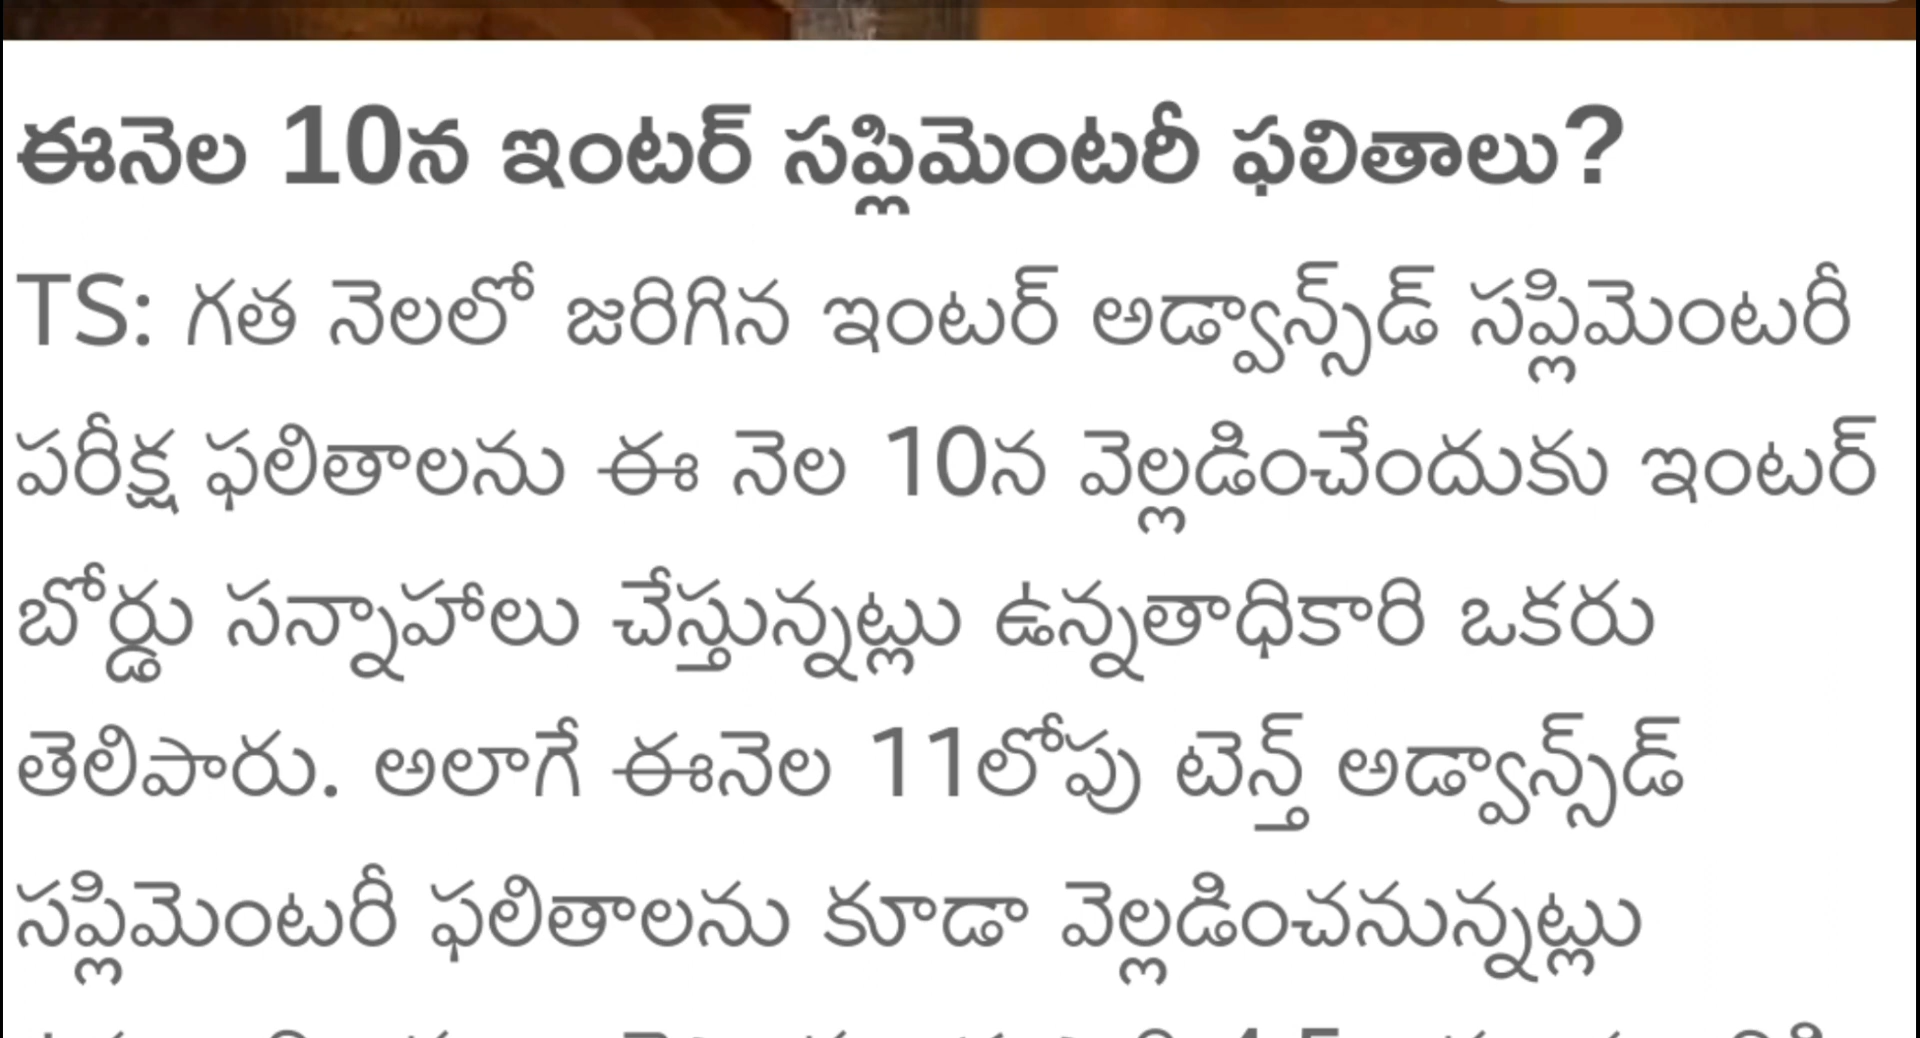 ఈనెల 10న ఇంటర్ సప్లిమెంటరీ ఫలితాలు?
TS: గత నెలలో జరిగిన ఇంటర్ అడ్వాన్స్‌డ్ సప్లిమెంటరీ
పరీక్ష ఫలితాలను ఈ నెల 10న వెల్లడించేందుకు ఇంటర్
బోర్డు సన్నాహాలు చేస్తున్నట్లు ఉన్నతాధికారి ఒకరు
తెలిపారు. అలాగే ఈనెల 11లోపు టెన్త్ అడ్వాన్స్‌డ్
సప్లిమెంటరీ ఫలితాలను కూడా వెల్లడించనున్నట్లు